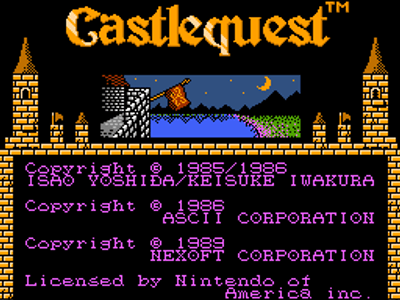 Castlequest™
Copyright © 1985/1986
ISAO YOSHIDA/KEISUKE IWAKURA
Copyright © 1986
ASCII CORPORATION
Copyright © 1989
NEXOFT CORPORATION
Licensed by Nintendo of
America inc.